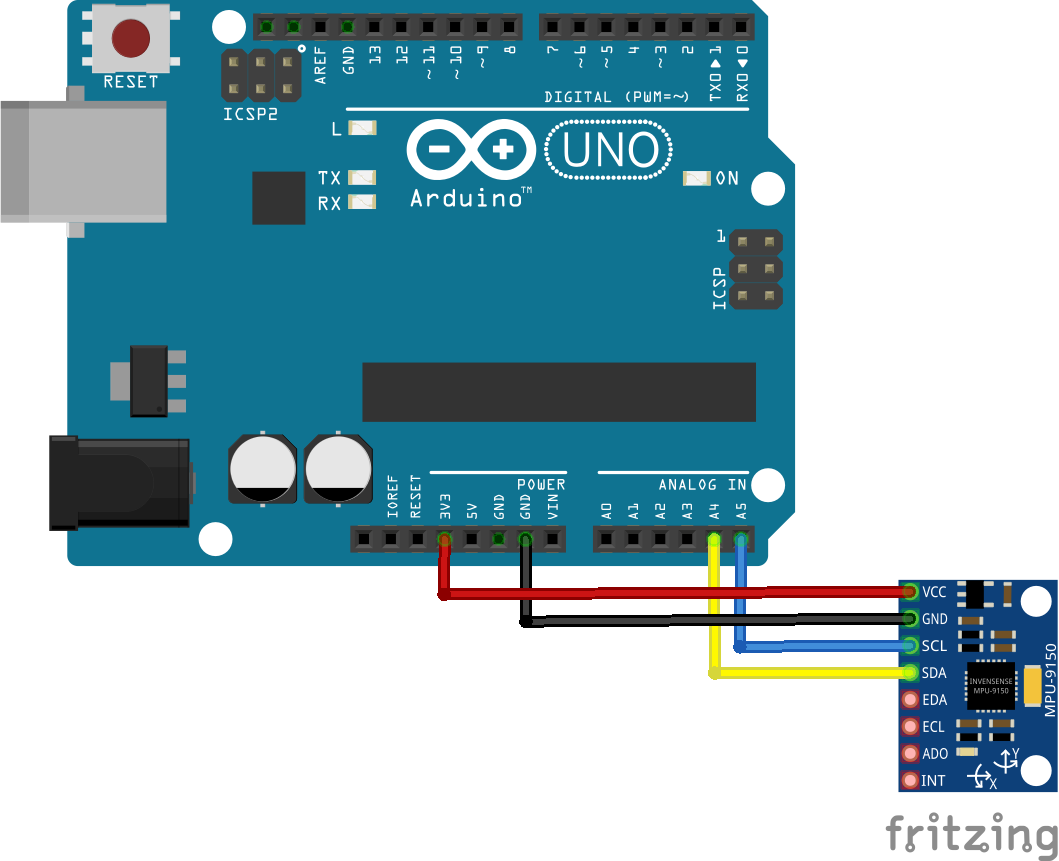 RESET
ICSP2
AREF
GND
13
12
~11
~10
~9
8
7
~6
~5
4
~3
2
TX0▶1
RX0◀0
DIGITAL (PWM=~)
L
TX
RX
Arduino™
UNO
ON
1
ICSP
IOREF
RESET
3V3
5V
GND
GND
VIN
POWER
A0
A1
A2
A3
A4
A5
ANALOG IN
VCC
GND
SCL
SDA
EDA
ECL
ADO
INT
INVENSENSE
MPU-9150
MPU-9150
Y
X
fritzing